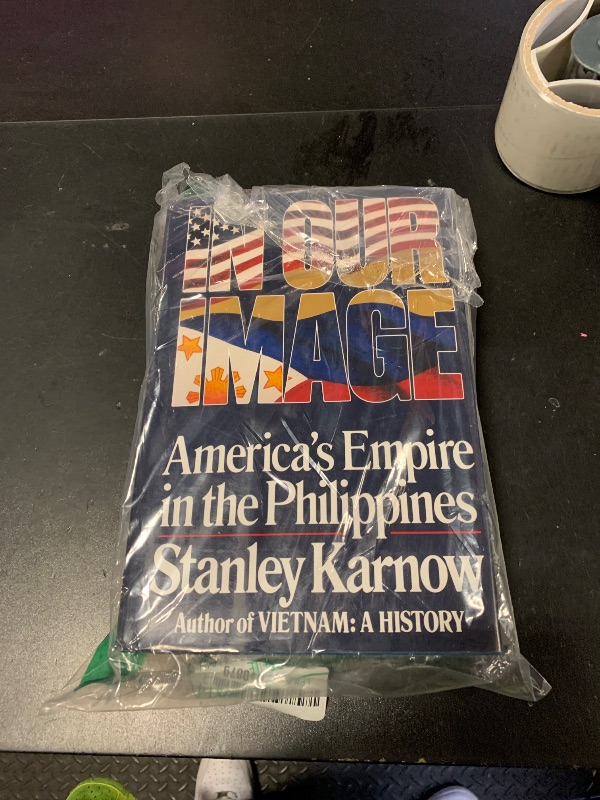 IN OUR
IMAGE
America's Empire
in the Philippines
Stanley Karnow
Author of VIETNAM: A HISTORY